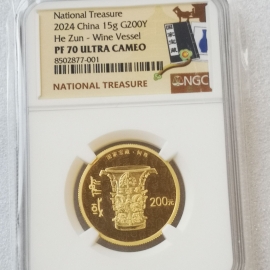 National Treasure
2024 China 15g G200Y
He Zun - Wine Vessel
PF 70 ULTRA CAMEO
8502877-001
NGC
NATIONAL TREASURE
200元